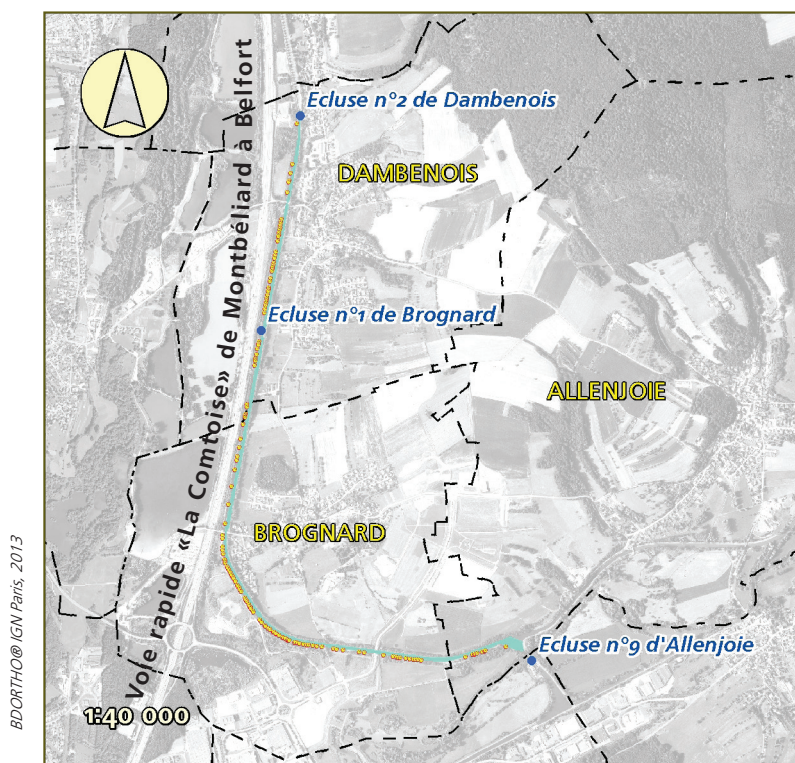 Ecluse n°2 de Dambenois
DAMBENOIS
Voie rapide «La Comtoise» de Montbéliard à Belfort
Ecluse n°1 de Brognard
ALLENJOIE
BROGNARD
Ecluse n°9 d'Allenjoie
1:40 000
BDORTHO® IGN Paris, 2013